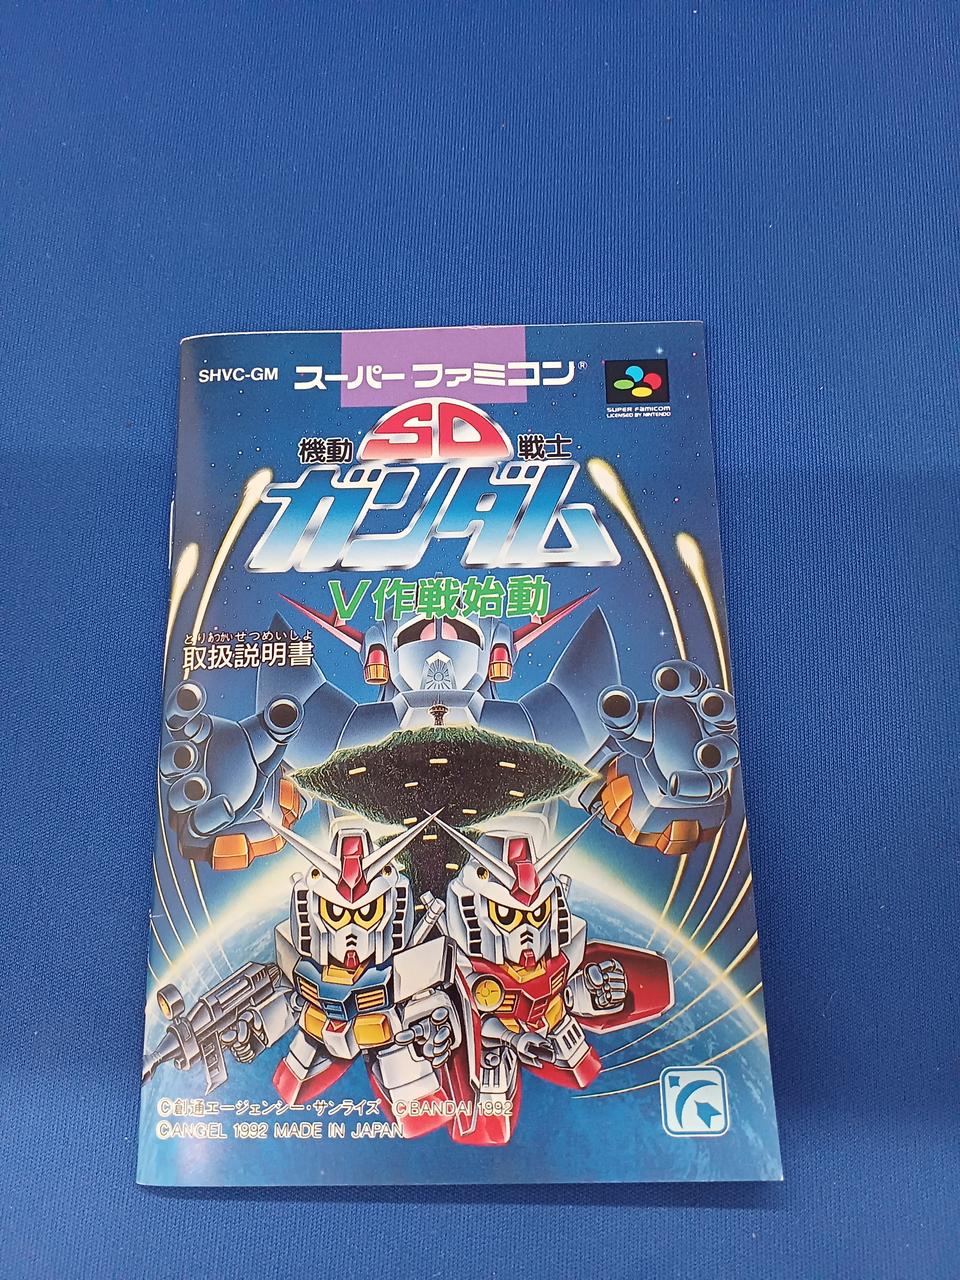 SHVC-GM スーパーファミコン®
SUPER FAMICOM
LICENSED BY NINTENDO
機動 SD 戦士
ガンダム
V作戦始動
とりあつかいせつめいしょ
取扱説明書
©創通エージェンシー・サンライズ ©BANDAI 1992
©ANGEL 1992 MADE IN JAPAN